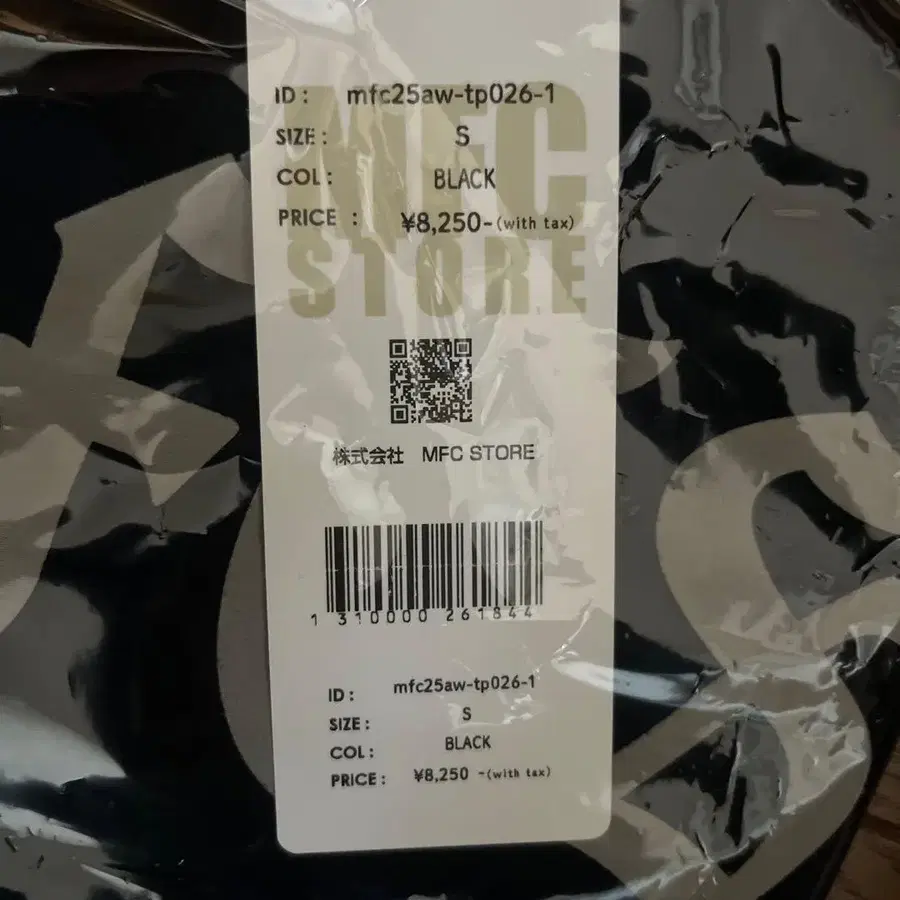 MFC
STORE
ID : mfc25aw-tp026-1
SIZE : S
COL : BLACK
PRICE : ¥8,250-(with tax)
株式会社 MFC STORE
1 310000 261844
ID : mfc25aw-tp026-1
SIZE : S
COL : BLACK
PRICE : ¥8,250 -(with tax)